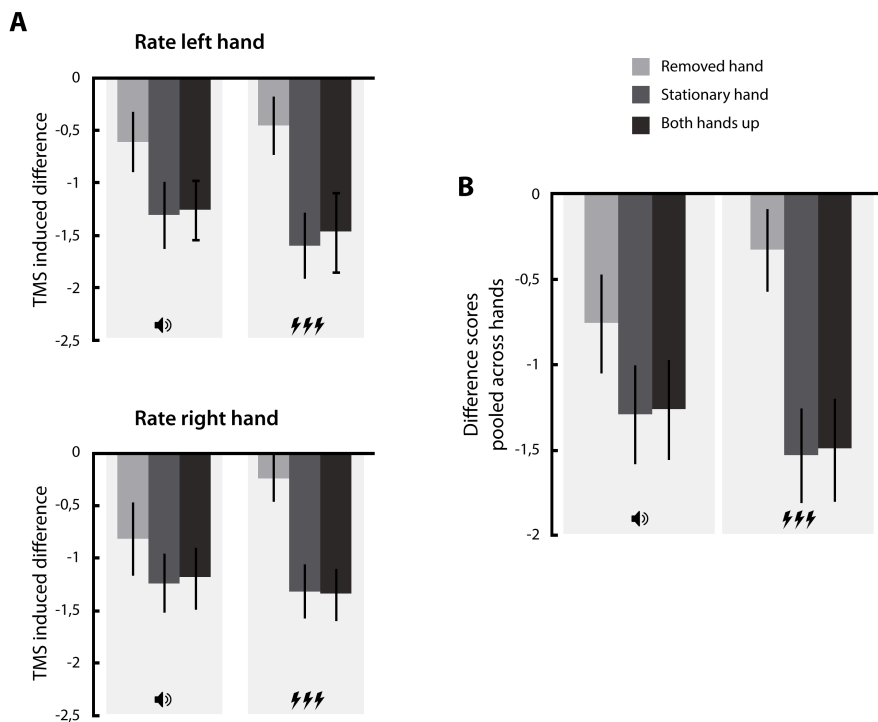 A
Rate left hand
TMS induced difference
0
-0,5
-1
-1,5
-2
-2,5
Rate right hand
TMS induced difference
0
-0,5
-1
-1,5
-2
-2,5
Removed hand
Stationary hand
Both hands up
B
Difference scores
pooled across hands
0
-0,5
-1
-1,5
-2